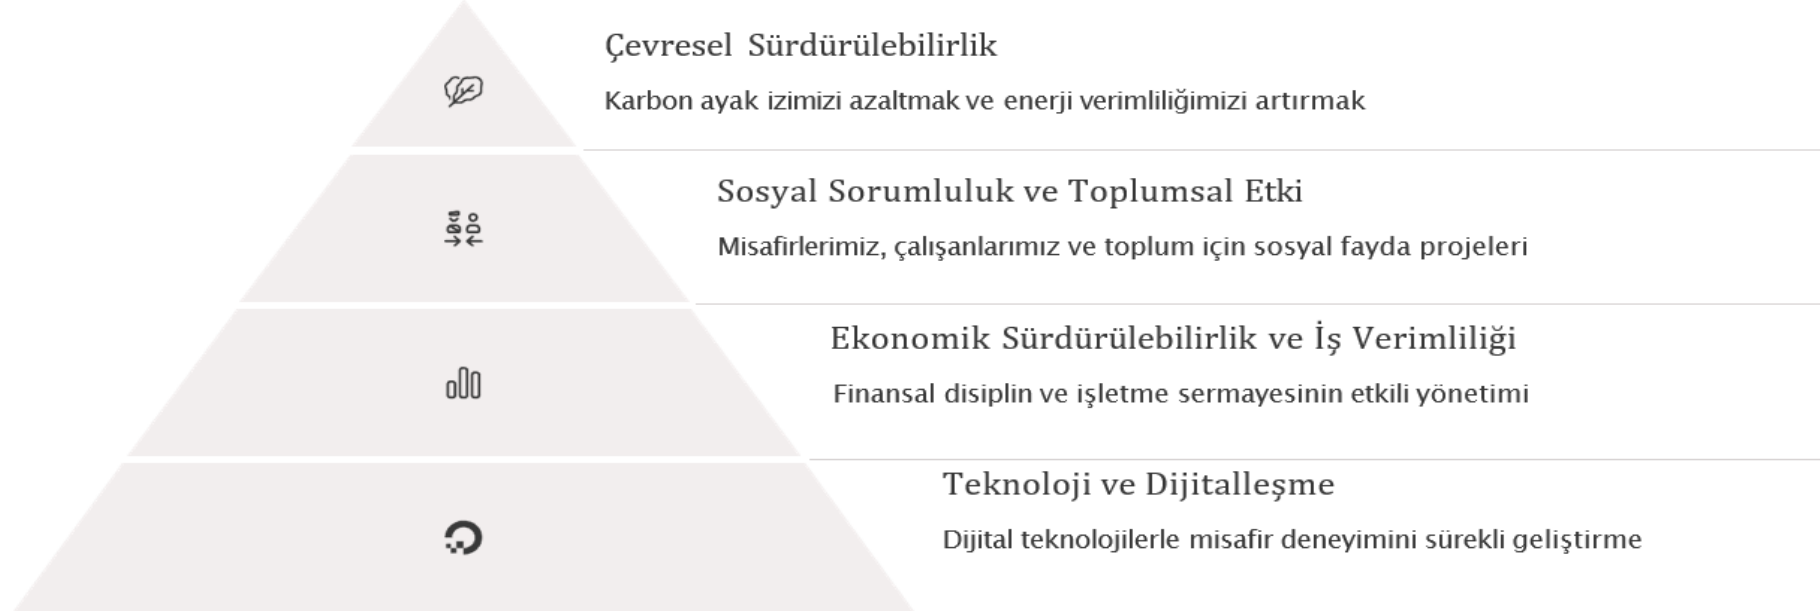 Çevresel Sürdürülebilirlik
Karbon ayak izimizi azaltmak ve enerji verimliliğimizi artırmak
Sosyal Sorumluluk ve Toplumsal Etki
Misafirlerimiz, çalışanlarımız ve toplum için sosyal fayda projeleri
Ekonomik Sürdürülebilirlik ve İş Verimliliği
Finansal disiplin ve işletme sermayesinin etkili yönetimi
Teknoloji ve Dijitalleşme
Dijital teknolojilerle misafir deneyimini sürekli geliştirme